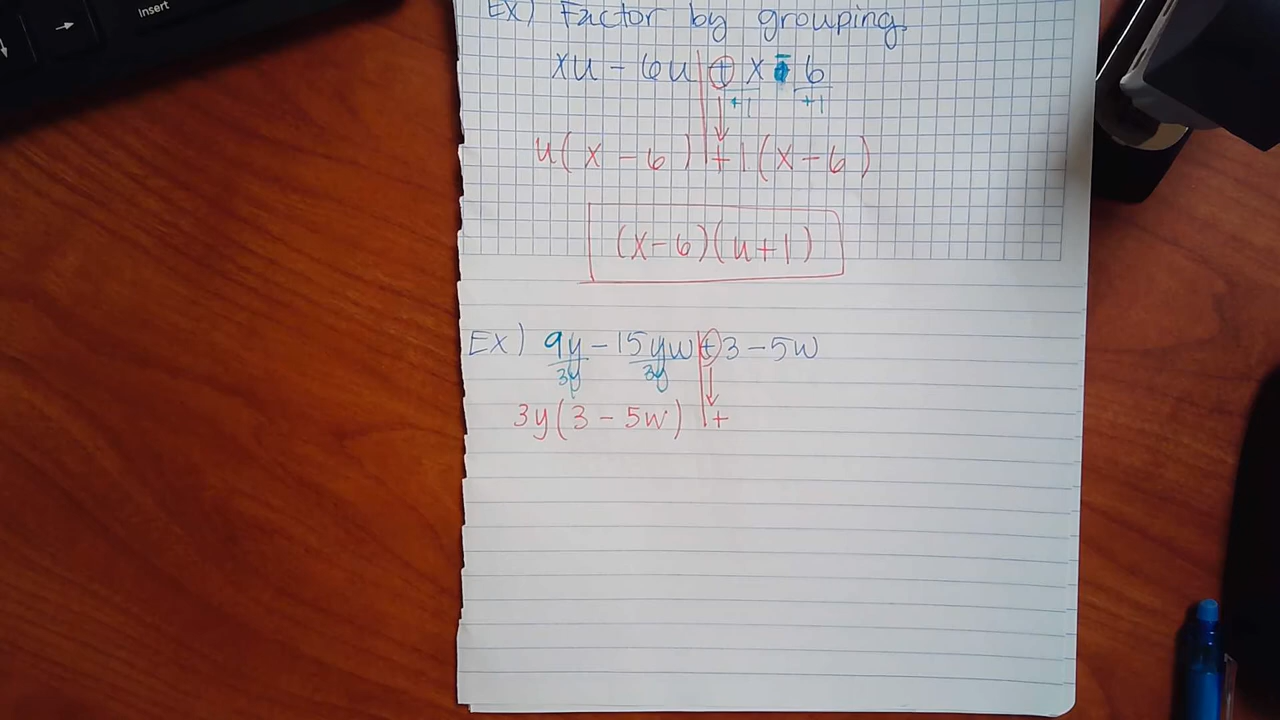 Insert
→
Ex) Factor by grouping.
xu - 6u + x - 6
+1 +1
u(x - 6) + 1(x - 6)
(x - 6)(u + 1)
Ex) 9y - 15yw + 3 - 5w
3y 3y
3y(3 - 5w) +